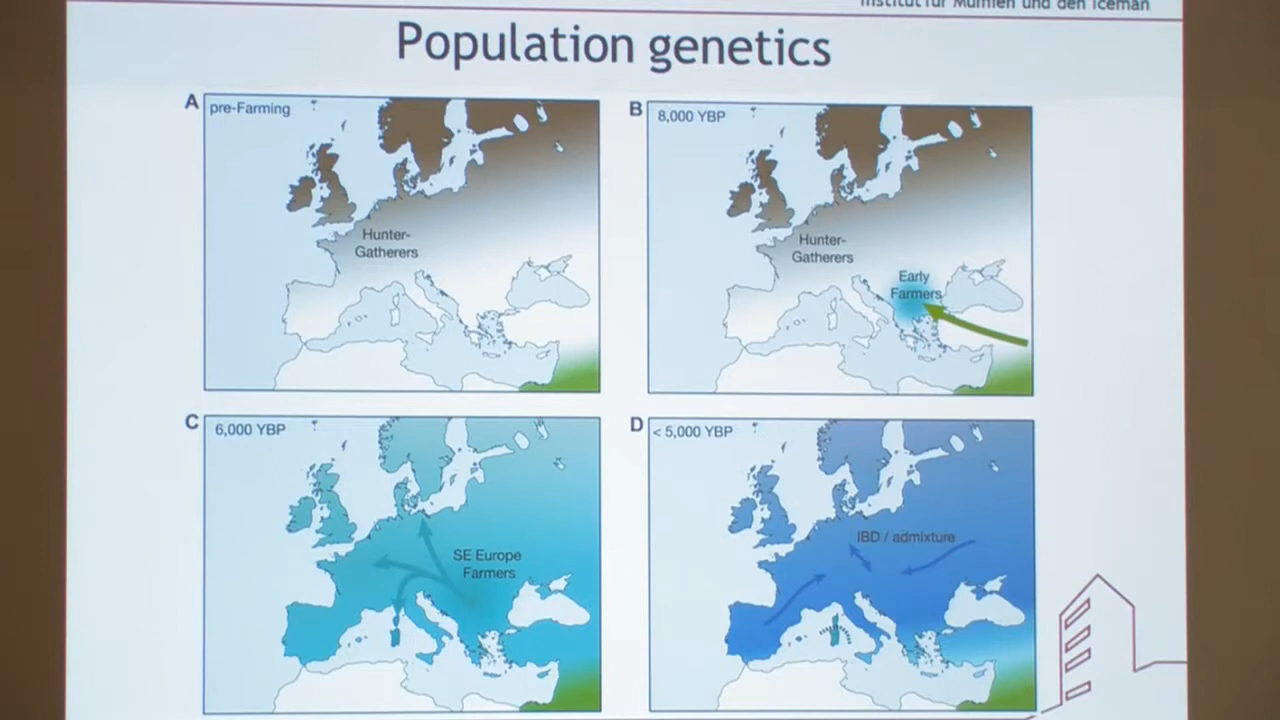 Institut für Mumien und den Iceman
Population genetics
A
pre-Farming
Hunter-
Gatherers
B
8,000 YBP
Hunter-
Gatherers
Early
Farmers
C
6,000 YBP
SE Europe
Farmers
D
< 5,000 YBP
IBD / admixture